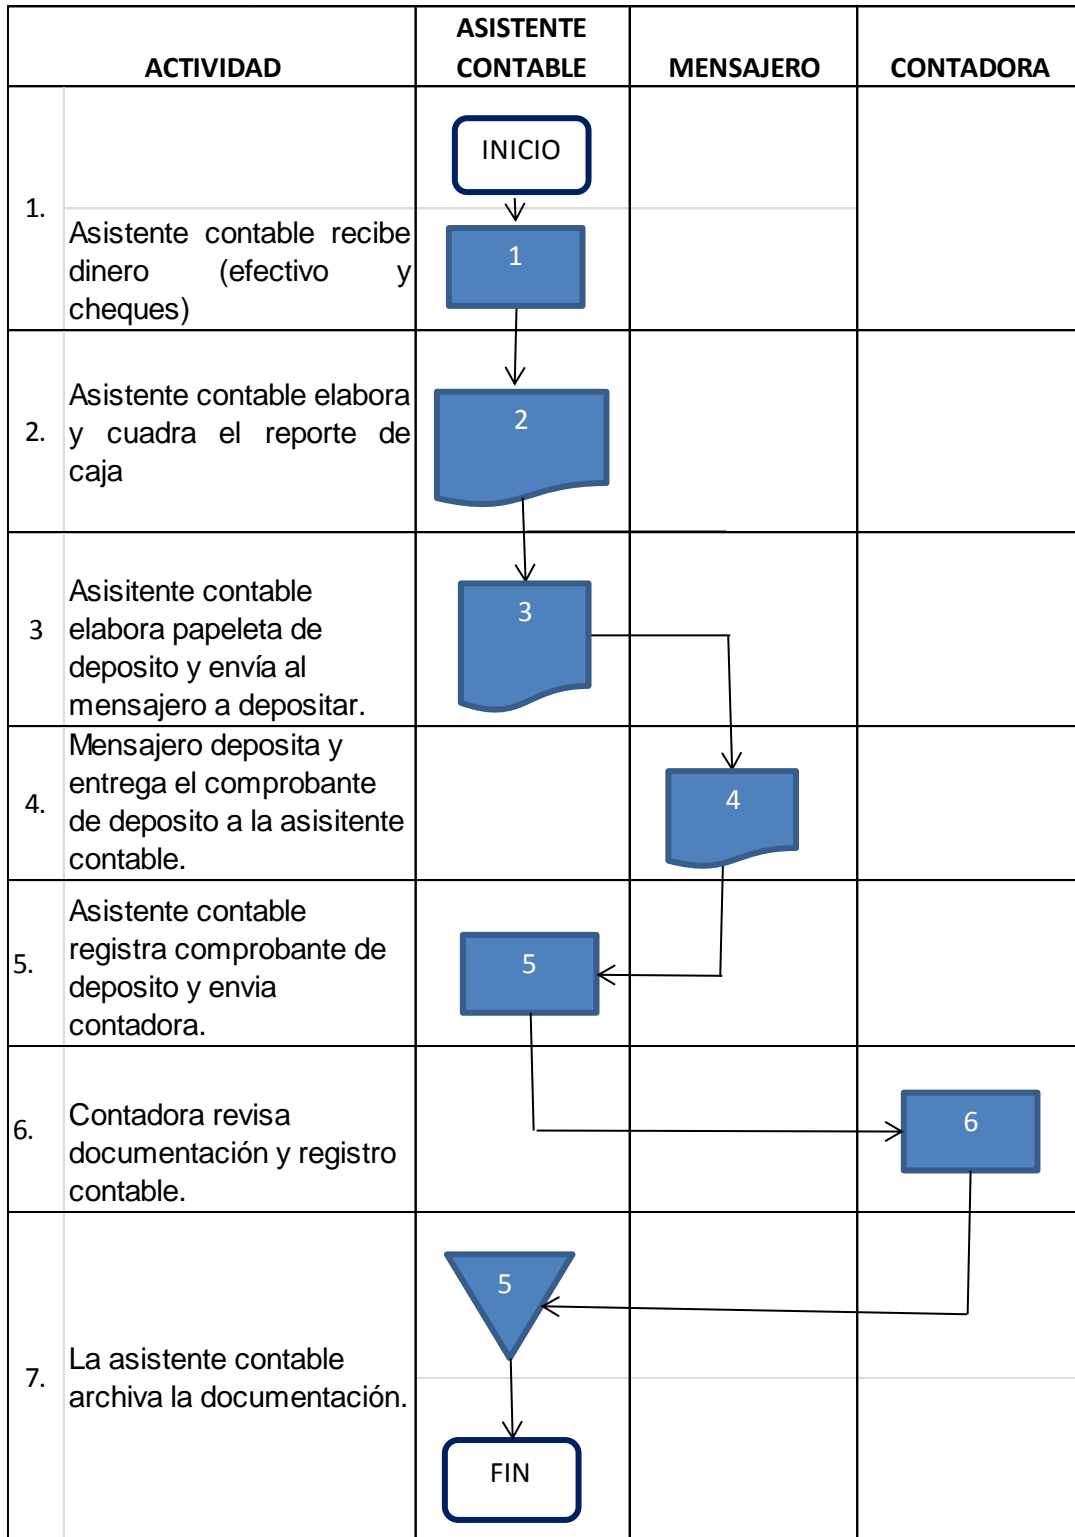 ACTIVIDAD
ASISTENTE
CONTABLE
MENSAJERO
CONTADORA
INICIO
1.
Asistente contable recibe
dinero (efectivo y
cheques)
1
2.
Asistente contable elabora
y cuadra el reporte de
caja
2
3
Asisitente contable
elabora papeleta de
deposito y envía al
mensajero a depositar.
3
4.
Mensajero deposita y
entrega el comprobante
de deposito a la asisitente
contable.
4
5.
Asistente contable
registra comprobante de
deposito y envia
contadora.
5
6.
Contadora revisa
documentación y registro
contable.
6
7.
La asistente contable
archiva la documentación.
5
FIN